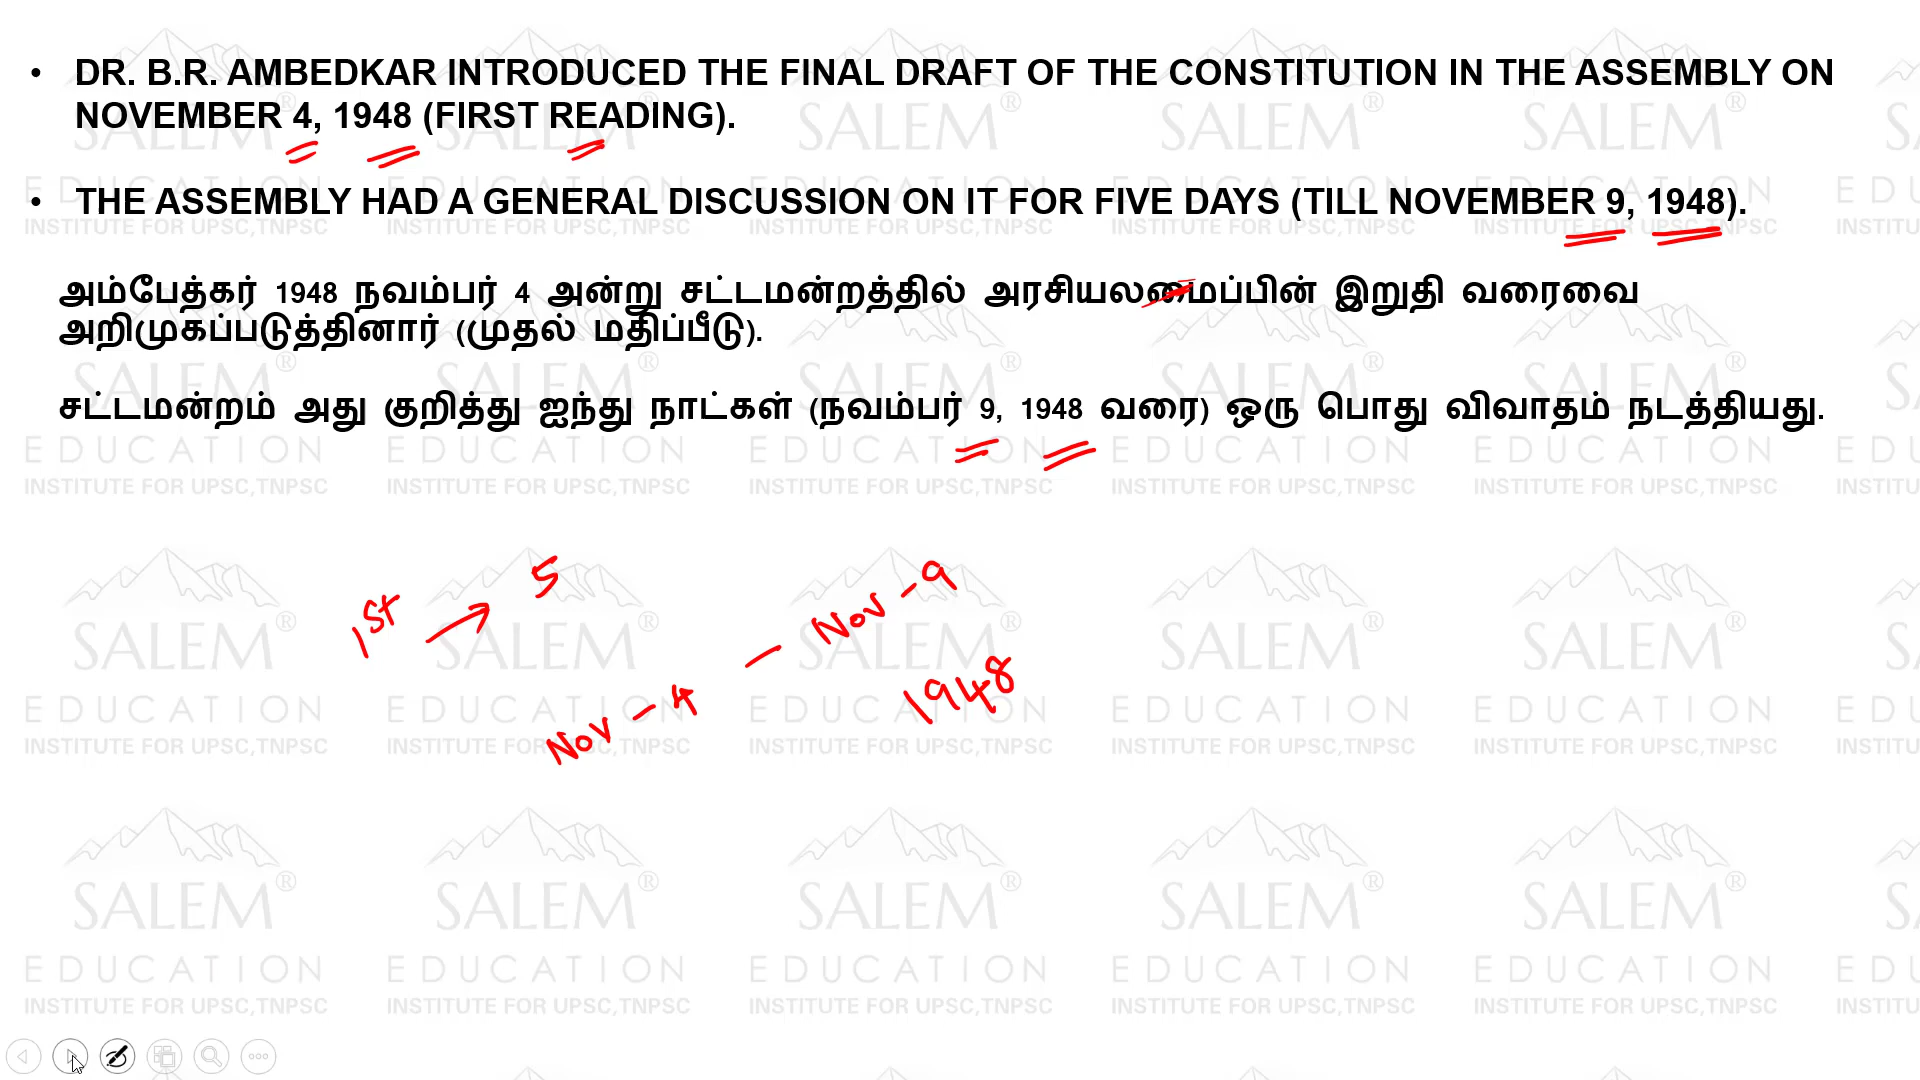 • DR. B.R. AMBEDKAR INTRODUCED THE FINAL DRAFT OF THE CONSTITUTION IN THE ASSEMBLY ON
NOVEMBER 4, 1948 (FIRST READING).
• THE ASSEMBLY HAD A GENERAL DISCUSSION ON IT FOR FIVE DAYS (TILL NOVEMBER 9, 1948).
அம்பேத்கர் 1948 நவம்பர் 4 அன்று சட்டமன்றத்தில் அரசியலமைப்பின் இறுதி வரைவை
அறிமுகப்படுத்தினார் (முதல் மதிப்பீடு).
சட்டமன்றம் அது குறித்து ஐந்து நாட்கள் (நவம்பர் 9, 1948 வரை) ஒரு பொது விவாதம் நடத்தியது.
1st → 5
Nov - 4 — Nov - 9
1948
SALEM®
EDUCATION
INSTITUTE FOR UPSC,TNPSC